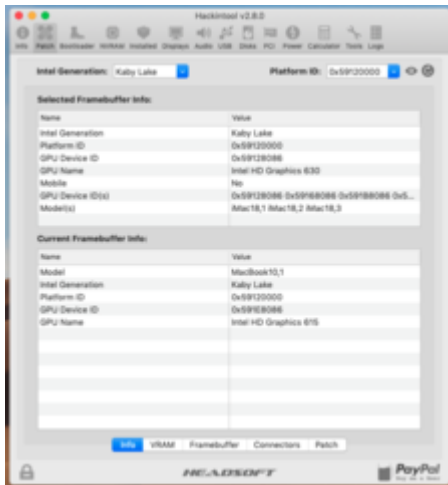 Hackintool v2.8.0
Info Patch Bootloader NVRAM Installed Displays Audio USB Disks PCI Power Calculator Tools Logs
Intel Generation: Kaby Lake Platform ID: 0x59120000
Selected Framebuffer Info:
Name Value
Intel Generation Kaby Lake
Platform ID 0x59120000
GPU Device ID 0x59128086
GPU Name Intel HD Graphics 630
Mobile No
GPU Device ID(s) 0x59128086 0x59168086 0x591B8086 0x5...
Model(s) iMac18,1 iMac18,2 iMac18,3
Current Framebuffer Info:
Name Value
Model MacBook10,1
Intel Generation Kaby Lake
Platform ID 0x59120000
GPU Device ID 0x591E8086
GPU Name Intel HD Graphics 615
Info VRAM Framebuffer Connectors Patch
HEADSOFT PayPal